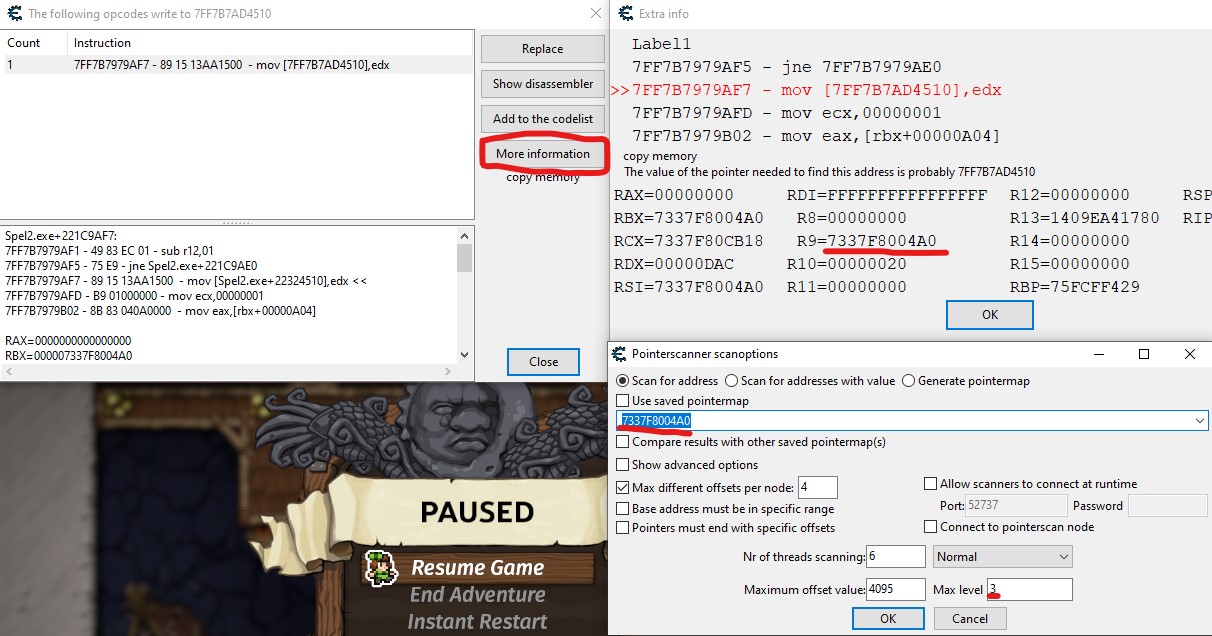 The following opcodes write to 7FF7B7AD4510
Count Instruction
1 7FF7B7979AF7 - 89 15 13AA1500 - mov [7FF7B7AD4510],edx
Replace
Show disassembler
Add to the codelist
More information
copy memory
Spel2.exe+221C9AF7:
7FF7B7979AF1 - 49 83 EC 01 - sub r12,01
7FF7B7979AF5 - 75 E9 - jne Spel2.exe+221C9AE0
7FF7B7979AF7 - 89 15 13AA1500 - mov [Spel2.exe+22324510],edx <<
7FF7B7979AFD - B9 01000000 - mov ecx,00000001
7FF7B7979B02 - 8B 83 040A0000 - mov eax,[rbx+00000A04]
RAX=0000000000000000
RBX=000007337F8004A0
Close
Extra info
Label1
7FF7B7979AF5 - jne 7FF7B7979AE0
>>7FF7B7979AF7 - mov [7FF7B7AD4510],edx
7FF7B7979AFD - mov ecx,00000001
7FF7B7979B02 - mov eax,[rbx+00000A04]
copy memory
The value of the pointer needed to find this address is probably 7FF7B7AD4510
RAX=00000000 RDI=FFFFFFFFFFFFFFFF R12=00000000 RSP
RBX=7337F8004A0 R8=00000000 R13=1409EA41780 RIP
RCX=7337F80CB18 R9=7337F8004A0 R14=00000000
RDX=00000DAC R10=00000020 R15=00000000
RSI=7337F8004A0 R11=00000000 RBP=75FCFF429
OK
Pointerscanner scanoptions
Scan for address Scan for addresses with value Generate pointermap
Use saved pointermap
7337F8004A0
Compare results with other saved pointermap(s)
Show advanced options
Max different offsets per node: 4
Allow scanners to connect at runtime
Base address must be in specific range
Port: 52737 Password
Pointers must end with specific offsets
Connect to pointerscan node
Nr of threads scanning: 6 Normal
Maximum offset value: 4095 Max level 3
OK Cancel
PAUSED
Resume Game
End Adventure
Instant Restart